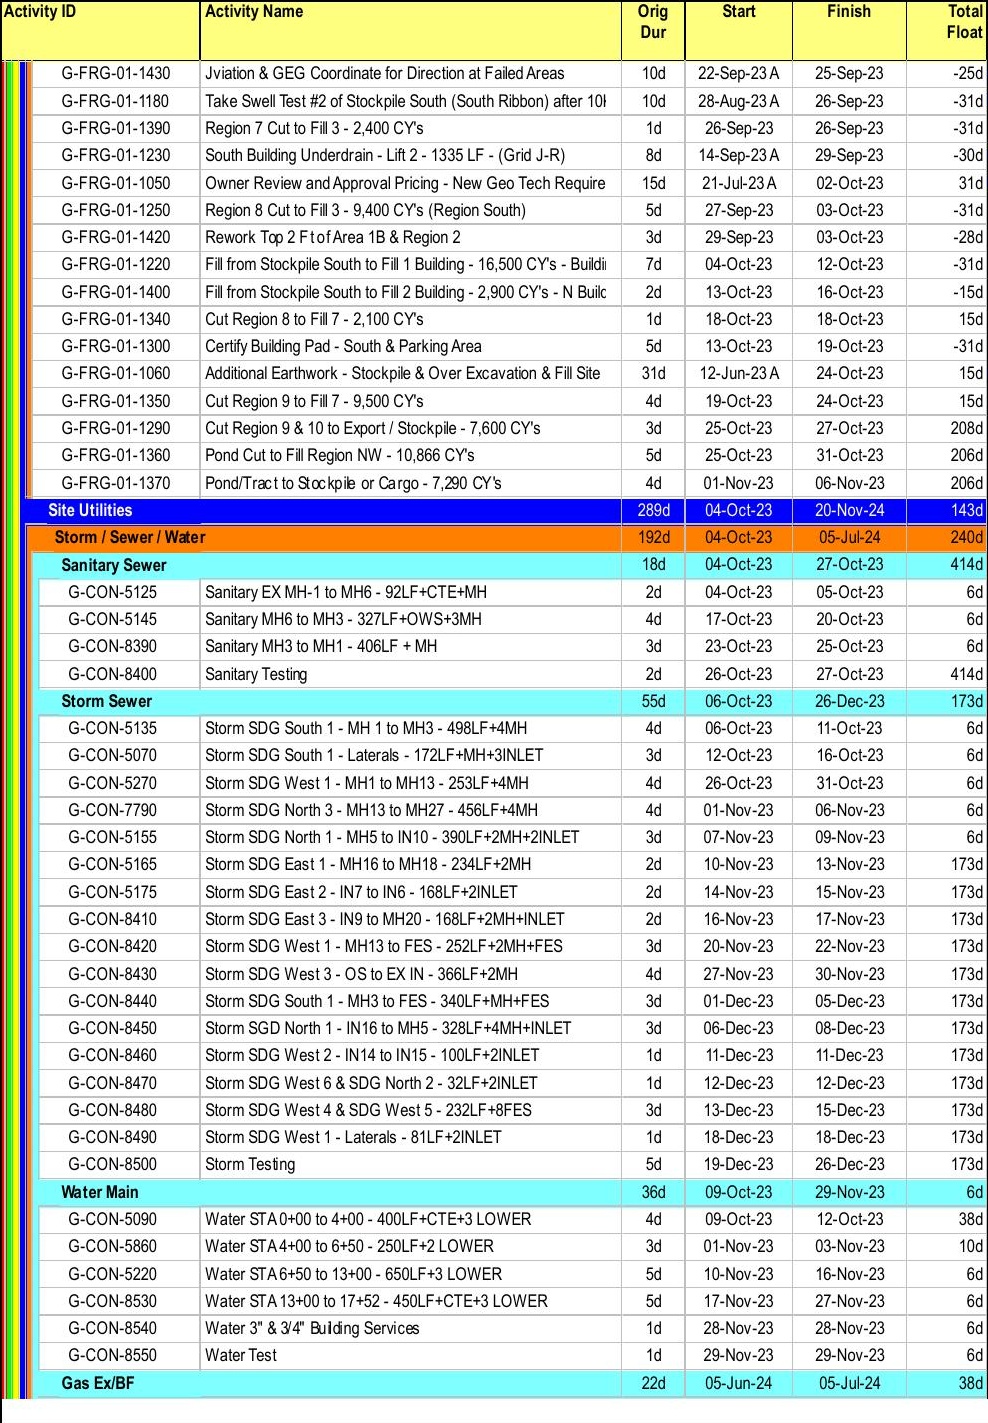 Activity ID Activity Name Orig Dur Start Finish Total Float
G-FRG-01-1430 Jviation & GEG Coordinate for Direction at Failed Areas 10d 22-Sep-23 A 25-Sep-23 -25d
G-FRG-01-1180 Take Swell Test #2 of Stockpile South (South Ribbon) after 10 10d 28-Aug-23 A 26-Sep-23 -31d
G-FRG-01-1390 Region 7 Cut to Fill 3 - 2,400 CY's 1d 26-Sep-23 26-Sep-23 -31d
G-FRG-01-1230 South Building Underdrain - Lift 2 - 1335 LF - (Grid J-R) 8d 14-Sep-23 A 29-Sep-23 -30d
G-FRG-01-1050 Owner Review and Approval Pricing - New Geo Tech Require 15d 21-Jul-23 A 02-Oct-23 31d
G-FRG-01-1250 Region 8 Cut to Fill 3 - 9,400 CY's (Region South) 5d 27-Sep-23 03-Oct-23 -31d
G-FRG-01-1420 Rework Top 2 Ft of Area 1B & Region 2 3d 29-Sep-23 03-Oct-23 -28d
G-FRG-01-1220 Fill from Stockpile South to Fill 1 Building - 16,500 CY's - Buildi 7d 04-Oct-23 12-Oct-23 -31d
G-FRG-01-1400 Fill from Stockpile South to Fill 2 Building - 2,900 CY's - N Builc 2d 13-Oct-23 16-Oct-23 -15d
G-FRG-01-1340 Cut Region 8 to Fill 7 - 2,100 CY's 1d 18-Oct-23 18-Oct-23 15d
G-FRG-01-1300 Certify Building Pad - South & Parking Area 5d 13-Oct-23 19-Oct-23 -31d
G-FRG-01-1060 Additional Earthwork - Stockpile & Over Excavation & Fill Site 31d 12-Jun-23 A 24-Oct-23 15d
G-FRG-01-1350 Cut Region 9 to Fill 7 - 9,500 CY's 4d 19-Oct-23 24-Oct-23 15d
G-FRG-01-1290 Cut Region 9 & 10 to Export / Stockpile - 7,600 CY's 3d 25-Oct-23 27-Oct-23 208d
G-FRG-01-1360 Pond Cut to Fill Region NW - 10,866 CY's 5d 25-Oct-23 31-Oct-23 206d
G-FRG-01-1370 Pond/Tract to Stockpile or Cargo - 7,290 CY's 4d 01-Nov-23 06-Nov-23 206d
Site Utilities 289d 04-Oct-23 20-Nov-24 143d
Storm / Sewer / Water 192d 04-Oct-23 05-Jul-24 240d
Sanitary Sewer 18d 04-Oct-23 27-Oct-23 414d
G-CON-5125 Sanitary EX MH-1 to MH6 - 92LF+CTE+MH 2d 04-Oct-23 05-Oct-23 6d
G-CON-5145 Sanitary MH6 to MH3 - 327LF+OWS+3MH 4d 17-Oct-23 20-Oct-23 6d
G-CON-8390 Sanitary MH3 to MH1 - 406LF + MH 3d 23-Oct-23 25-Oct-23 6d
G-CON-8400 Sanitary Testing 2d 26-Oct-23 27-Oct-23 414d
Storm Sewer 55d 06-Oct-23 26-Dec-23 173d
G-CON-5135 Storm SDG South 1 - MH 1 to MH3 - 498LF+4MH 4d 06-Oct-23 11-Oct-23 6d
G-CON-5070 Storm SDG South 1 - Laterals - 172LF+MH+3INLET 3d 12-Oct-23 16-Oct-23 6d
G-CON-5270 Storm SDG West 1 - MH1 to MH13 - 253LF+4MH 4d 26-Oct-23 31-Oct-23 6d
G-CON-7790 Storm SDG North 3 - MH13 to MH27 - 456LF+4MH 4d 01-Nov-23 06-Nov-23 6d
G-CON-5155 Storm SDG North 1 - MH5 to IN10 - 390LF+2MH+2INLET 3d 07-Nov-23 09-Nov-23 6d
G-CON-5165 Storm SDG East 1 - MH16 to MH18 - 234LF+2MH 2d 10-Nov-23 13-Nov-23 173d
G-CON-5175 Storm SDG East 2 - IN7 to IN6 - 168LF+2INLET 2d 14-Nov-23 15-Nov-23 173d
G-CON-8410 Storm SDG East 3 - IN9 to MH20 - 168LF+2MH+INLET 2d 16-Nov-23 17-Nov-23 173d
G-CON-8420 Storm SDG West 1 - MH13 to FES - 252LF+2MH+FES 3d 20-Nov-23 22-Nov-23 173d
G-CON-8430 Storm SDG West 3 - OS to EX IN - 366LF+2MH 4d 27-Nov-23 30-Nov-23 173d
G-CON-8440 Storm SDG South 1 - MH3 to FES - 340LF+MH+FES 3d 01-Dec-23 05-Dec-23 173d
G-CON-8450 Storm SGD North 1 - IN16 to MH5 - 328LF+4MH+INLET 3d 06-Dec-23 08-Dec-23 173d
G-CON-8460 Storm SDG West 2 - IN14 to IN15 - 100LF+2INLET 1d 11-Dec-23 11-Dec-23 173d
G-CON-8470 Storm SDG West 6 & SDG North 2 - 32LF+2INLET 1d 12-Dec-23 12-Dec-23 173d
G-CON-8480 Storm SDG West 4 & SDG West 5 - 232LF+8FES 3d 13-Dec-23 15-Dec-23 173d
G-CON-8490 Storm SDG West 1 - Laterals - 81LF+2INLET 1d 18-Dec-23 18-Dec-23 173d
G-CON-8500 Storm Testing 5d 19-Dec-23 26-Dec-23 173d
Water Main 36d 09-Oct-23 29-Nov-23 6d
G-CON-5090 Water STA 0+00 to 4+00 - 400LF+CTE+3 LOWER 4d 09-Oct-23 12-Oct-23 38d
G-CON-5860 Water STA 4+00 to 6+50 - 250LF+2 LOWER 3d 01-Nov-23 03-Nov-23 10d
G-CON-5220 Water STA 6+50 to 13+00 - 650LF+3 LOWER 5d 10-Nov-23 16-Nov-23 6d
G-CON-8530 Water STA 13+00 to 17+52 - 450LF+CTE+3 LOWER 5d 17-Nov-23 27-Nov-23 6d
G-CON-8540 Water 3" & 3/4" Building Services 1d 28-Nov-23 28-Nov-23 6d
G-CON-8550 Water Test 1d 29-Nov-23 29-Nov-23 6d
Gas Ex/BF 22d 05-Jun-24 05-Jul-24 38d